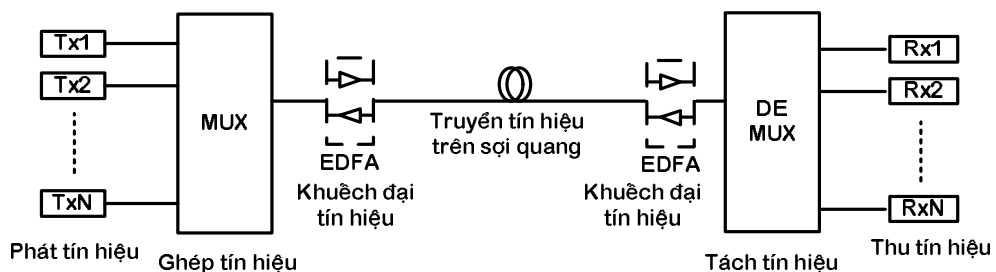 Tx1
Tx2
TxN
Phát tín hiệu
MUX
Ghép tín hiệu
EDFA
Khuếch đại
tín hiệu
Truyển tín hiệu
trên sợi quang
EDFA
Khuếch đại
tín hiệu
DE
MUX
Tách tín hiệu
Rx1
Rx2
RxN
Thu tín hiệu